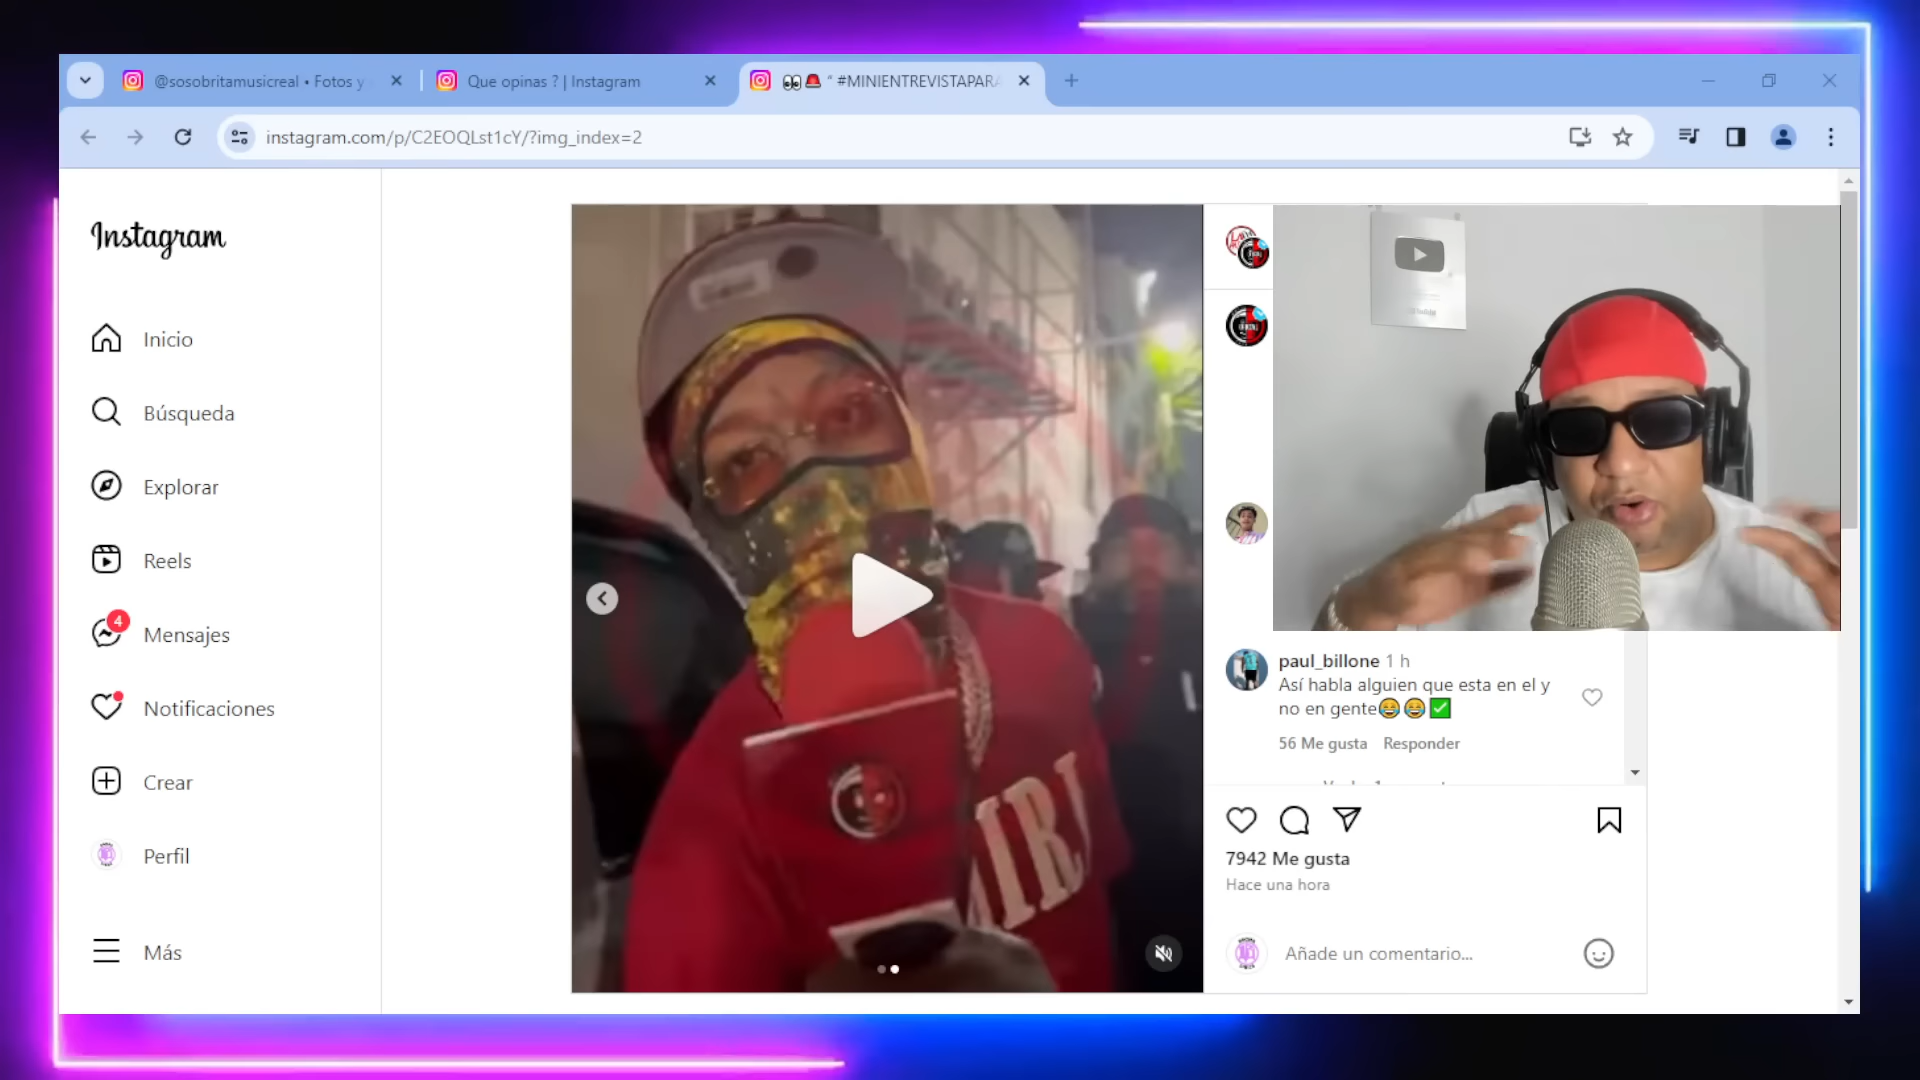 @sosobritamusicreal • Fotos y
Que opinas ? | Instagram
👀🚨 “ #MINIENTREVISTAPARA
instagram.com/p/C2EOQLst1cY/?img_index=2
Instagram
Inicio
Búsqueda
Explorar
Reels
4
Mensajes
Notificaciones
Crear
Perfil
Más
MIRI
paul_billone 1 h
Así habla alguien que esta en el y
no en gente😂😂✅
56 Me gusta Responder
7942 Me gusta
Hace una hora
Añade un comentario...